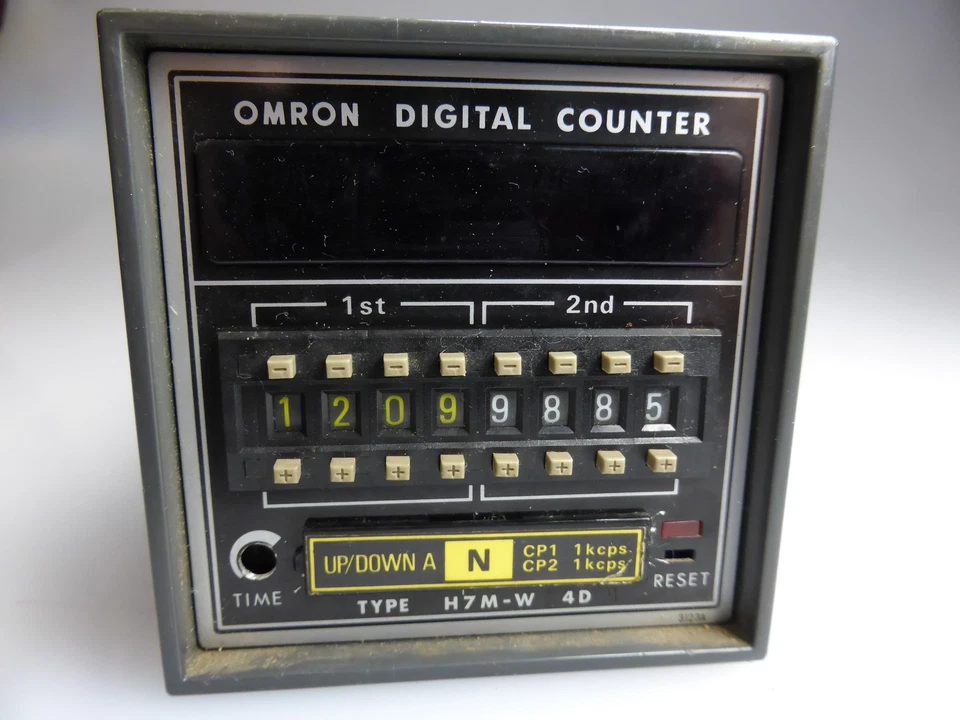 OMRON DIGITAL COUNTER
1st 2nd
- - - - - - - -
1 2 0 9 9 8 8 5
+ + + + + + + +
UP/DOWN A N CP1 1kcps
CP2 1kcps
TIME RESET
TYPE H7M-W 4D
3123A